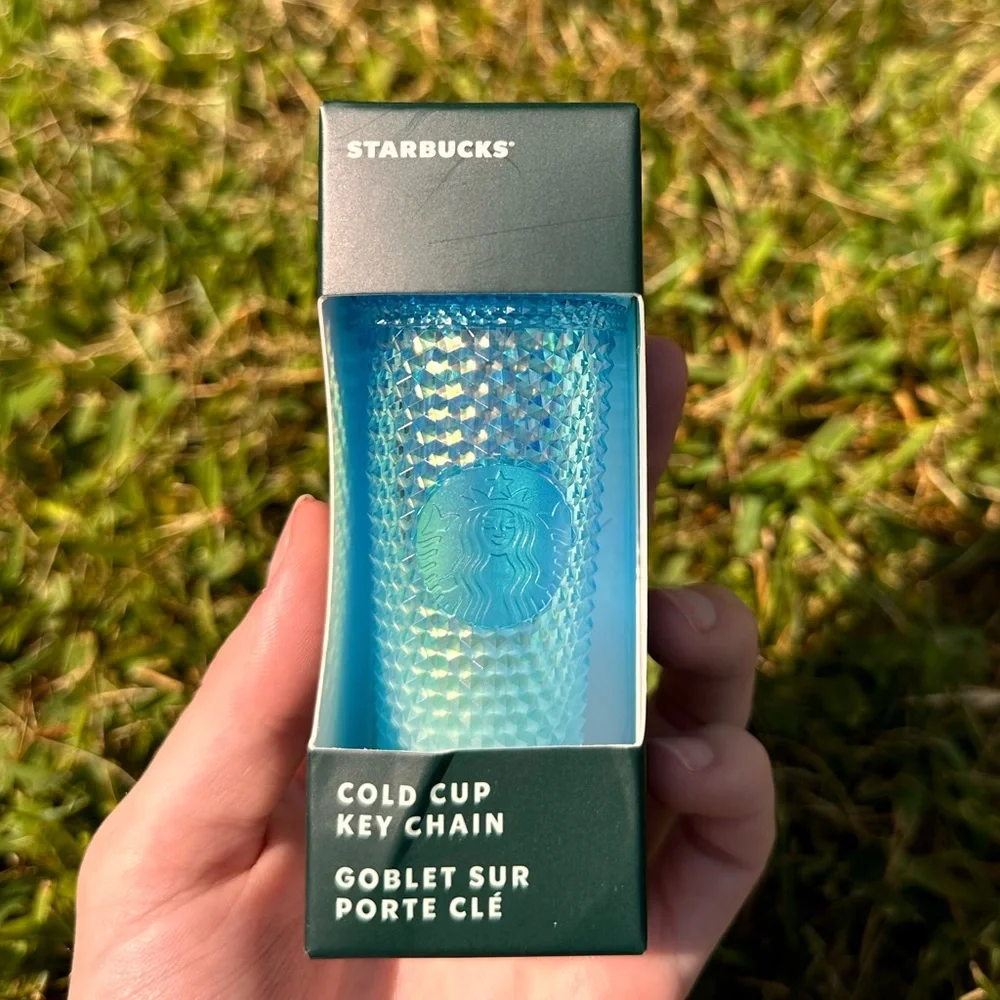 STARBUCKS®
COLD CUP
KEY CHAIN
GOBLET SUR
PORTE CLÉ